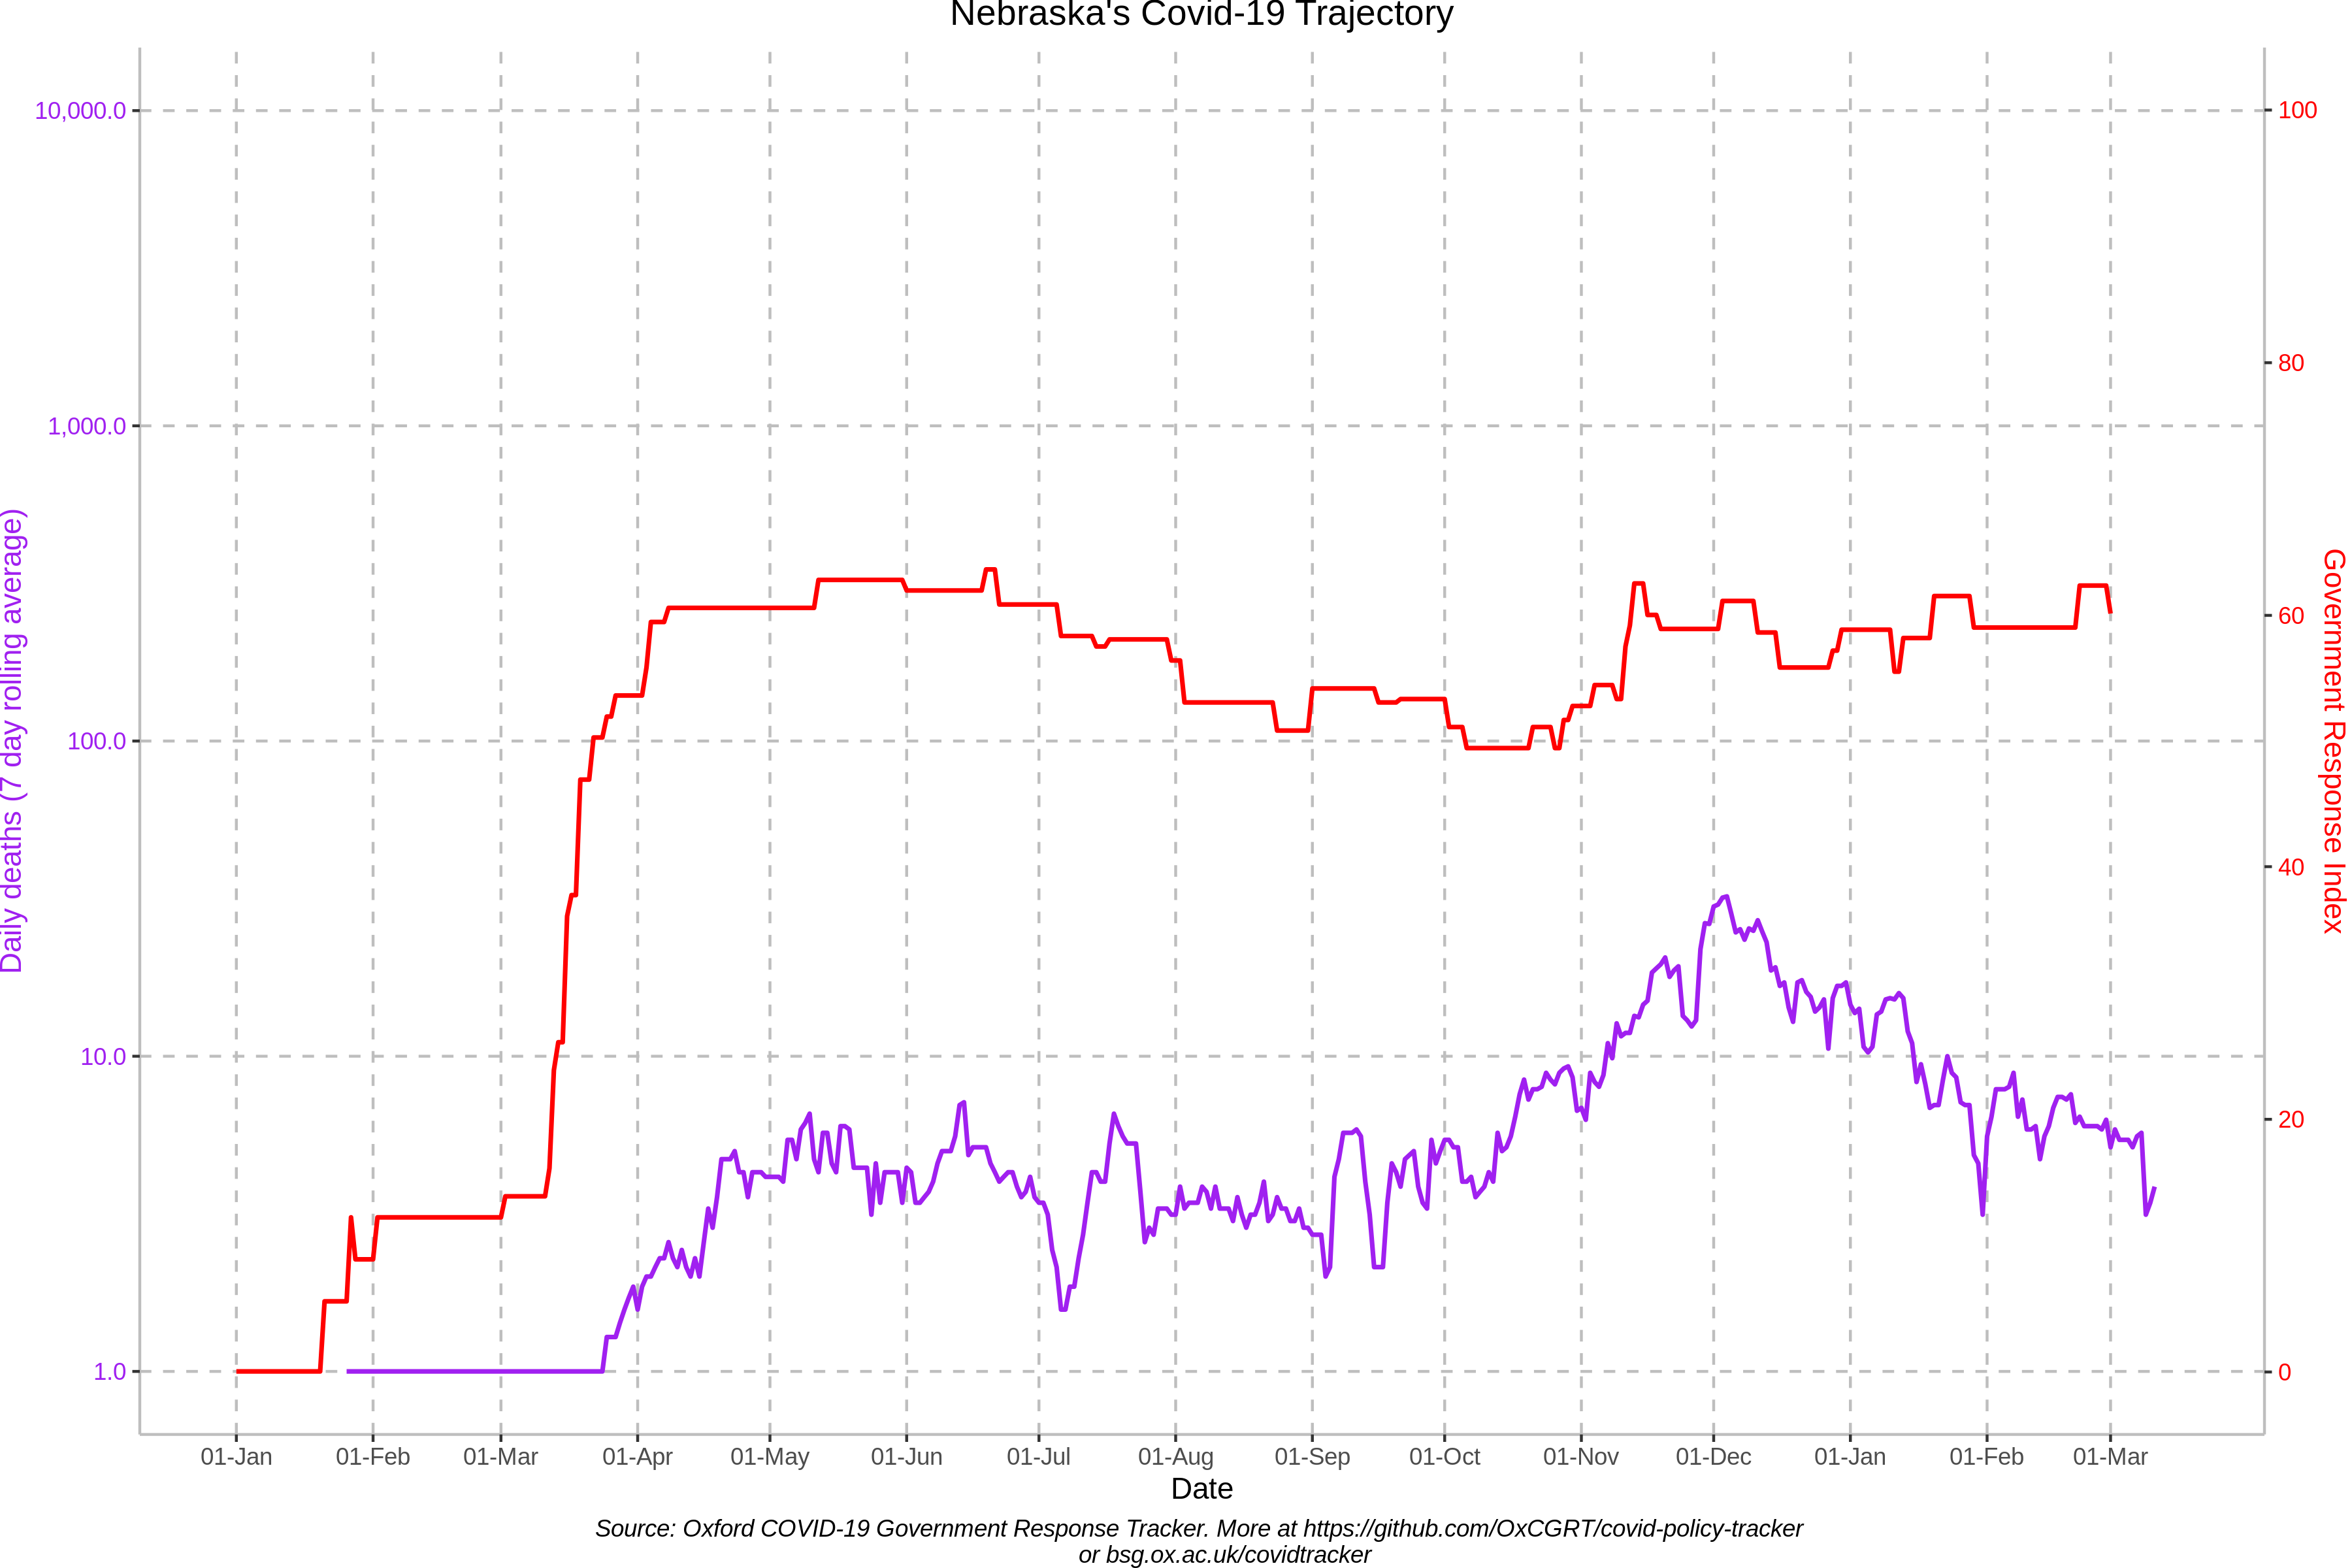 Nebraska's Covid-19 Trajectory
10,000.0
1,000.0
100.0
10.0
1.0
Daily deaths (7 day rolling average)
100
80
60
40
20
0
Government Response Index
01-Jan 01-Feb 01-Mar 01-Apr 01-May 01-Jun 01-Jul 01-Aug 01-Sep 01-Oct 01-Nov 01-Dec 01-Jan 01-Feb 01-Mar
Date
Source: Oxford COVID-19 Government Response Tracker. More at https://github.com/OxCGRT/covid-policy-tracker
or bsg.ox.ac.uk/covidtracker